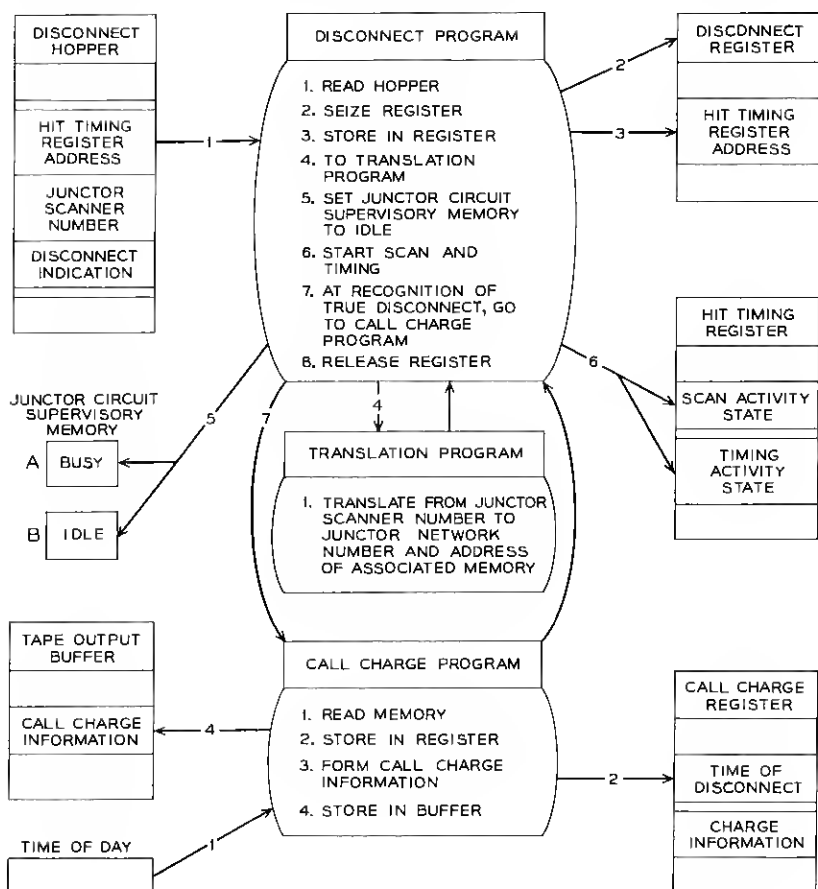 DISCONNECT
HOPPER
HIT TIMING
REGISTER
ADDRESS
JUNCTOR
SCANNER
NUMBER
DISCONNECT
INDICATION
1
DISCONNECT PROGRAM
1. READ HOPPER
2. SEIZE REGISTER
3. STORE IN REGISTER
4. TO TRANSLATION
PROGRAM
5. SET JUNCTOR CIRCUIT
SUPERVISORY MEMORY
TO IDLE
6. START SCAN AND
TIMING
7. AT RECOGNITION OF
TRUE DISCONNECT, GO
TO CALL CHARGE
PROGRAM
8. RELEASE REGISTER
2
3
DISCONNECT
REGISTER
HIT TIMING
REGISTER
ADDRESS
6
HIT TIMING
REGISTER
SCAN ACTIVITY
STATE
TIMING
ACTIVITY
STATE
JUNCTOR CIRCUIT
SUPERVISORY
MEMORY
A BUSY
B IDLE
5
7
4
TRANSLATION PROGRAM
1. TRANSLATE FROM JUNCTOR
SCANNER NUMBER TO
JUNCTOR NETWORK
NUMBER AND ADDRESS
OF ASSOCIATED MEMORY
TAPE OUTPUT
BUFFER
CALL CHARGE
INFORMATION
4
TIME OF DAY
1
CALL CHARGE PROGRAM
1. READ MEMORY
2. STORE IN REGISTER
3. FORM CALL CHARGE
INFORMATION
4. STORE IN BUFFER
2
CALL CHARGE
REGISTER
TIME OF
DISCONNECT
CHARGE
INFORMATION